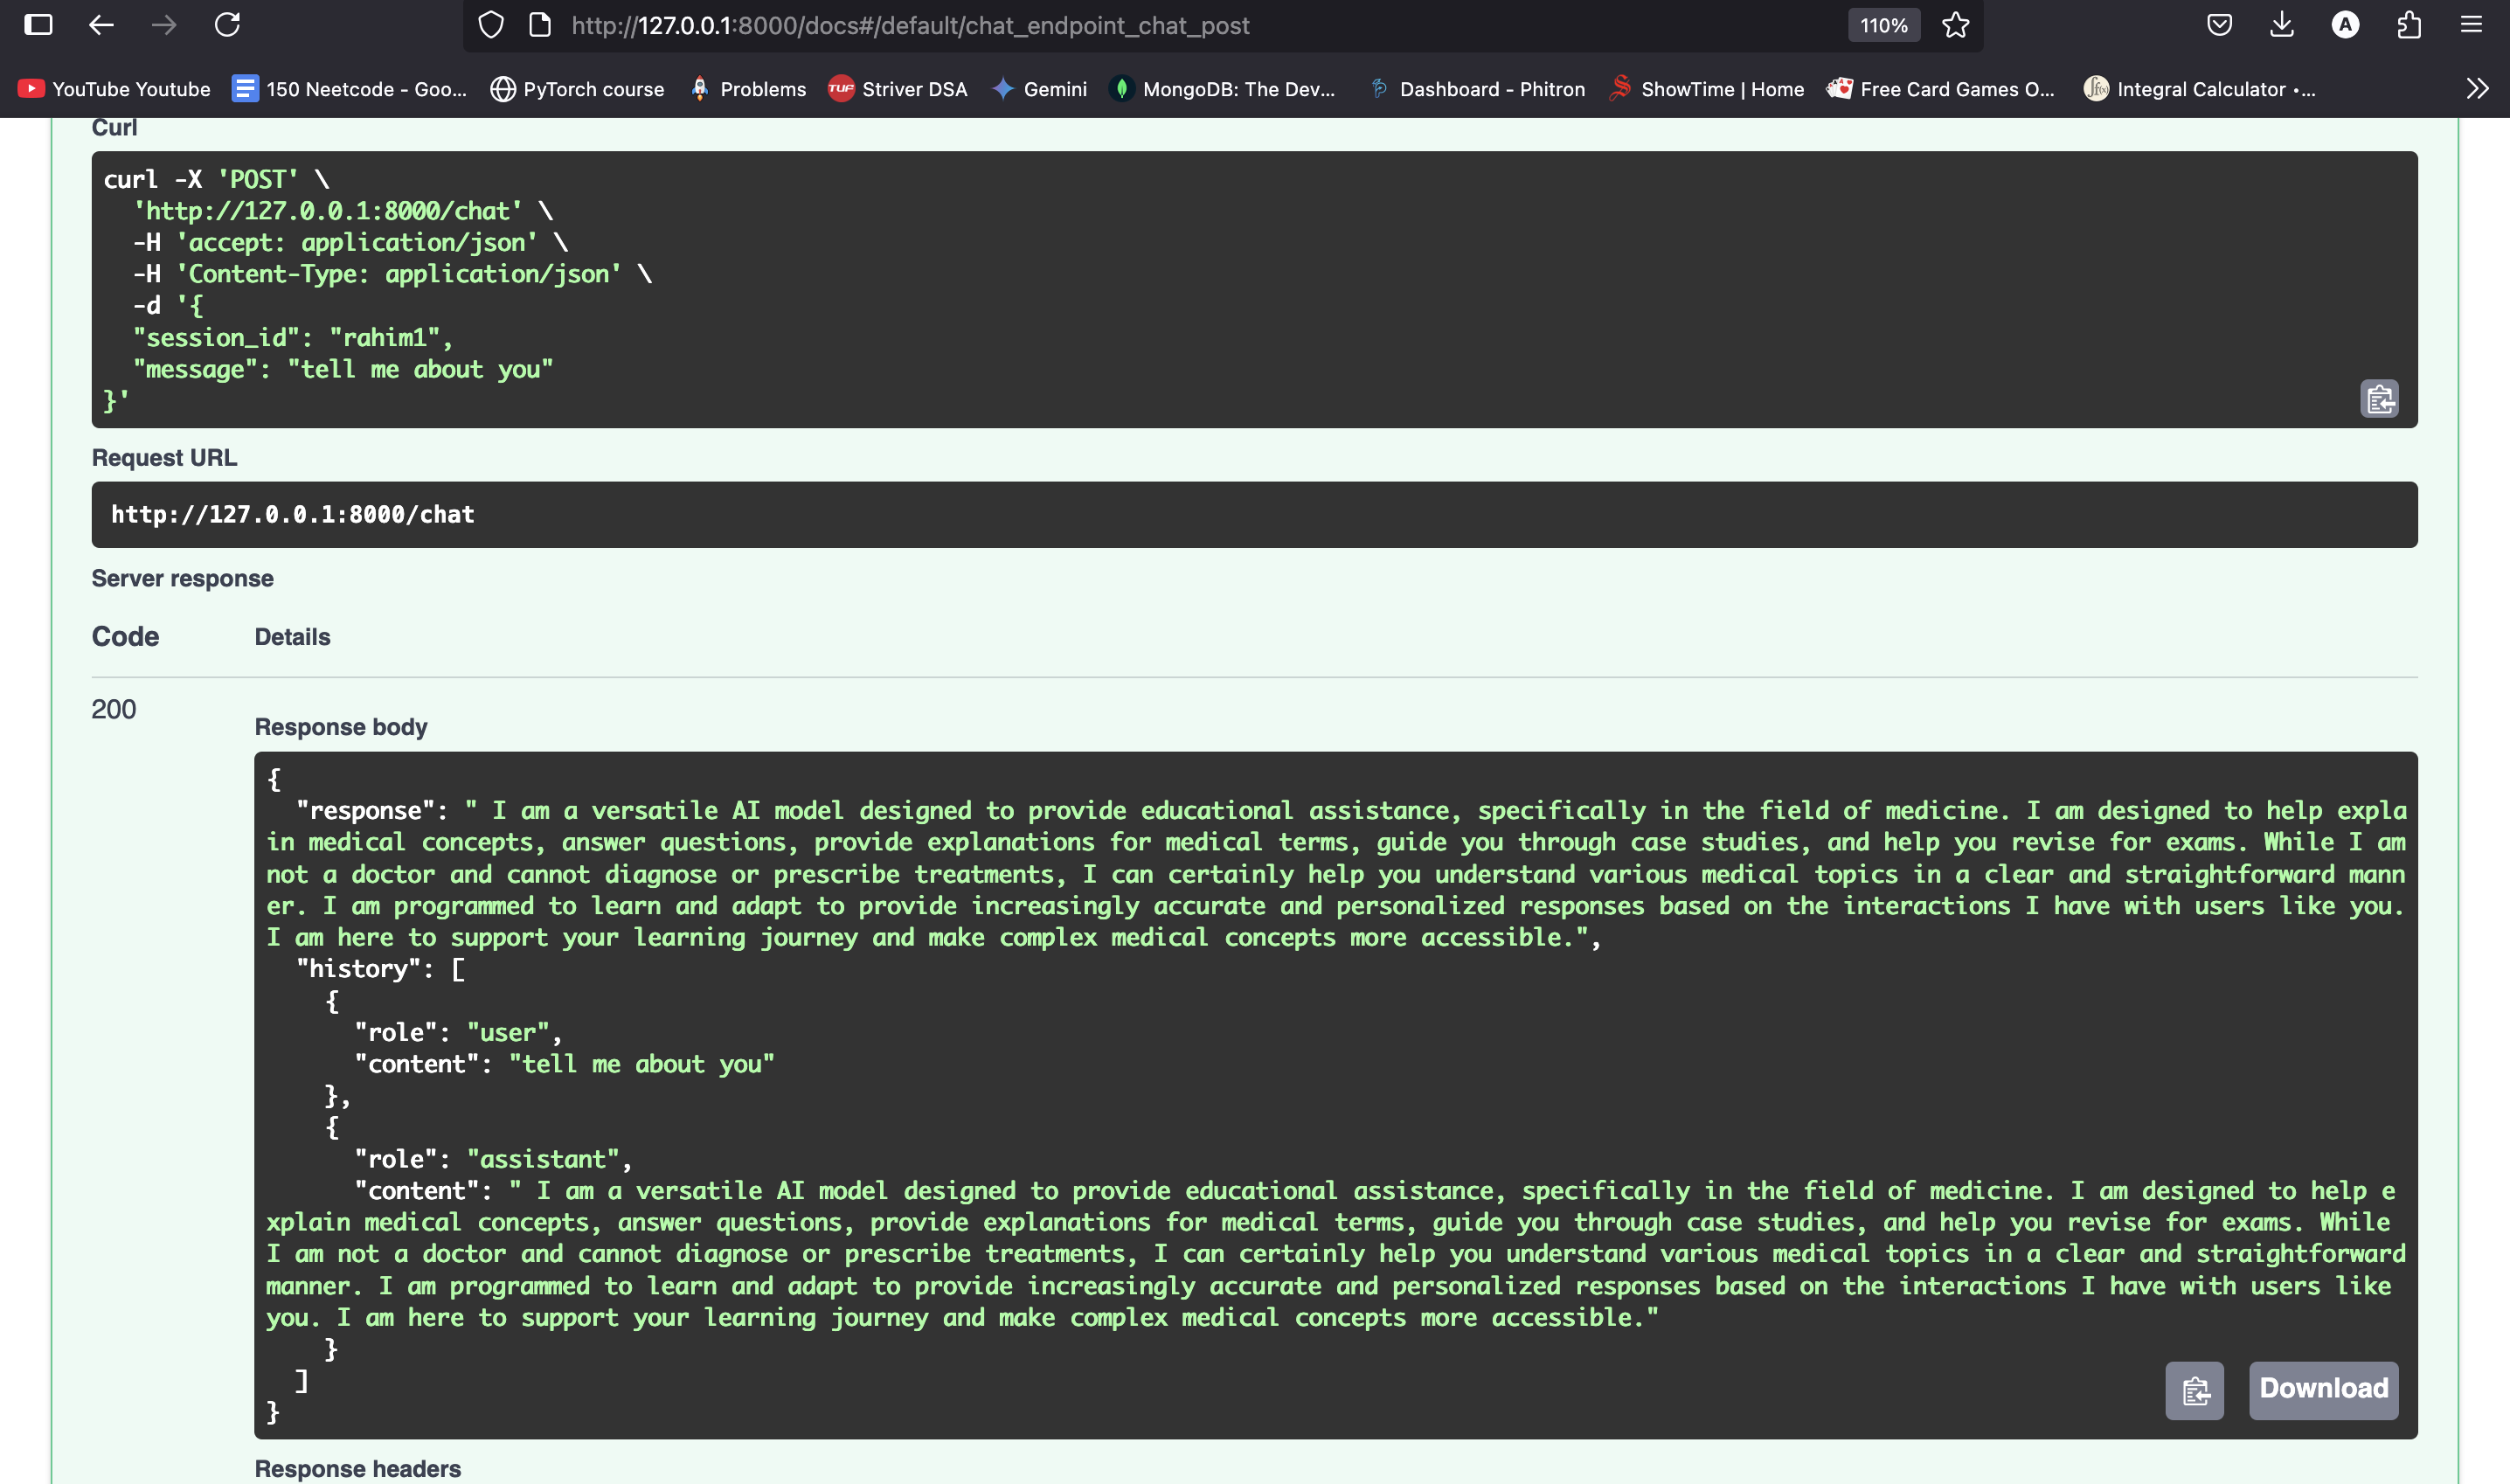 http://127.0.0.1:8000/docs#/default/chat_endpoint_chat_post 110% A
YouTube Youtube 150 Neetcode - Goo... PyTorch course Problems TUF Striver DSA Gemini MongoDB: The Dev... Dashboard - Phitron ShowTime | Home Free Card Games O... Integral Calculator •...
Curl
curl -X 'POST' \
'http://127.0.0.1:8000/chat' \
-H 'accept: application/json' \
-H 'Content-Type: application/json' \
-d '{
"session_id": "rahim1",
"message": "tell me about you"
}'
Request URL
http://127.0.0.1:8000/chat
Server response
Code Details
200
Response body
{
"response": " I am a versatile AI model designed to provide educational assistance, specifically in the field of medicine. I am designed to help expla
in medical concepts, answer questions, provide explanations for medical terms, guide you through case studies, and help you revise for exams. While I am
not a doctor and cannot diagnose or prescribe treatments, I can certainly help you understand various medical topics in a clear and straightforward mann
er. I am programmed to learn and adapt to provide increasingly accurate and personalized responses based on the interactions I have with users like you.
I am here to support your learning journey and make complex medical concepts more accessible.",
"history": [
{
"role": "user",
"content": "tell me about you"
},
{
"role": "assistant",
"content": " I am a versatile AI model designed to provide educational assistance, specifically in the field of medicine. I am designed to help e
xplain medical concepts, answer questions, provide explanations for medical terms, guide you through case studies, and help you revise for exams. While
I am not a doctor and cannot diagnose or prescribe treatments, I can certainly help you understand various medical topics in a clear and straightforward
manner. I am programmed to learn and adapt to provide increasingly accurate and personalized responses based on the interactions I have with users like
you. I am here to support your learning journey and make complex medical concepts more accessible."
}
]
}
Download
Response headers